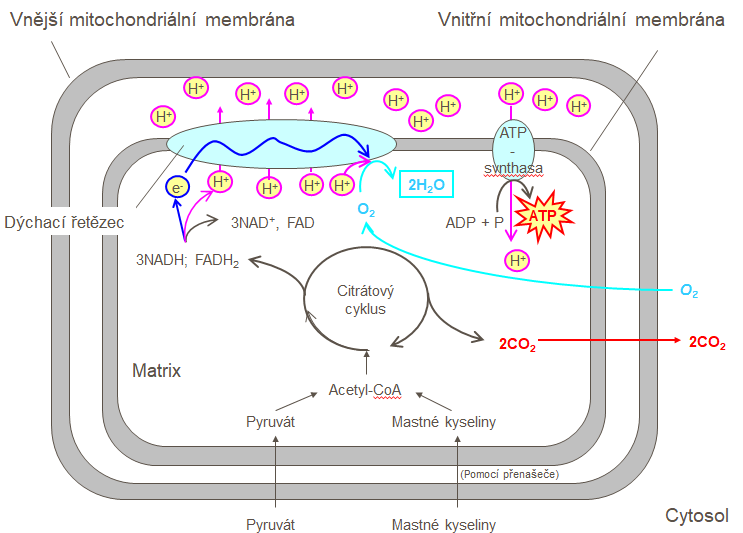 Vnější mitochondriální membrána
Vnitřní mitochondriální membrána
H⁺
H⁺
H⁺
H⁺
H⁺
H⁺
H⁺
H⁺
H⁺
H⁺
H⁺
ATP
-
synthasa
e-
H⁺
H⁺
H⁺
H⁺
2H₂O
O₂
Dýchací řetězec
3NAD⁺, FAD
ADP + P
ATP
3NADH; FADH₂
H⁺
Citrátový
cyklus
O₂
2CO₂
2CO₂
Matrix
Acetyl-CoA
Pyruvát
Mastné kyseliny
(Pomocí přenašeče)
Cytosol
Pyruvát
Mastné kyseliny